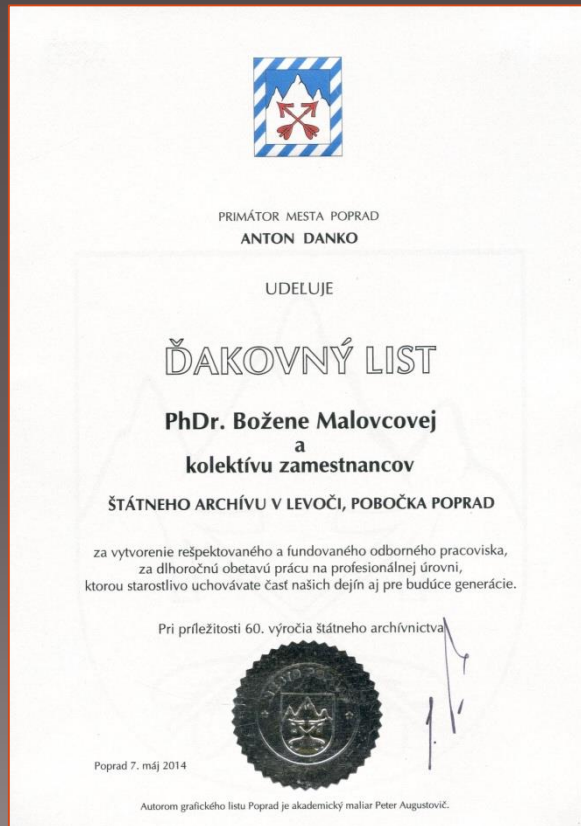 PRIMÁTOR MESTA POPRAD
ANTON DANKO
UDEĽUJE
ĎAKOVNÝ LIST
PhDr. Božene Malovcovej
a
kolektívu zamestnancov
ŠTÁTNEHO ARCHÍVU V LEVOČI, POBOČKA POPRAD
za vytvorenie rešpektovaného a fundovaného odborného pracoviska,
za dlhoročnú obetavú prácu na profesionálnej úrovni,
ktorou starostlivo uchovávate časť našich dejín aj pre budúce generácie.
Pri príležitosti 60. výročia štátneho archívnictva
Poprad 7. máj 2014
Autorom grafického listu Poprad je akademický maliar Peter Augustovič.